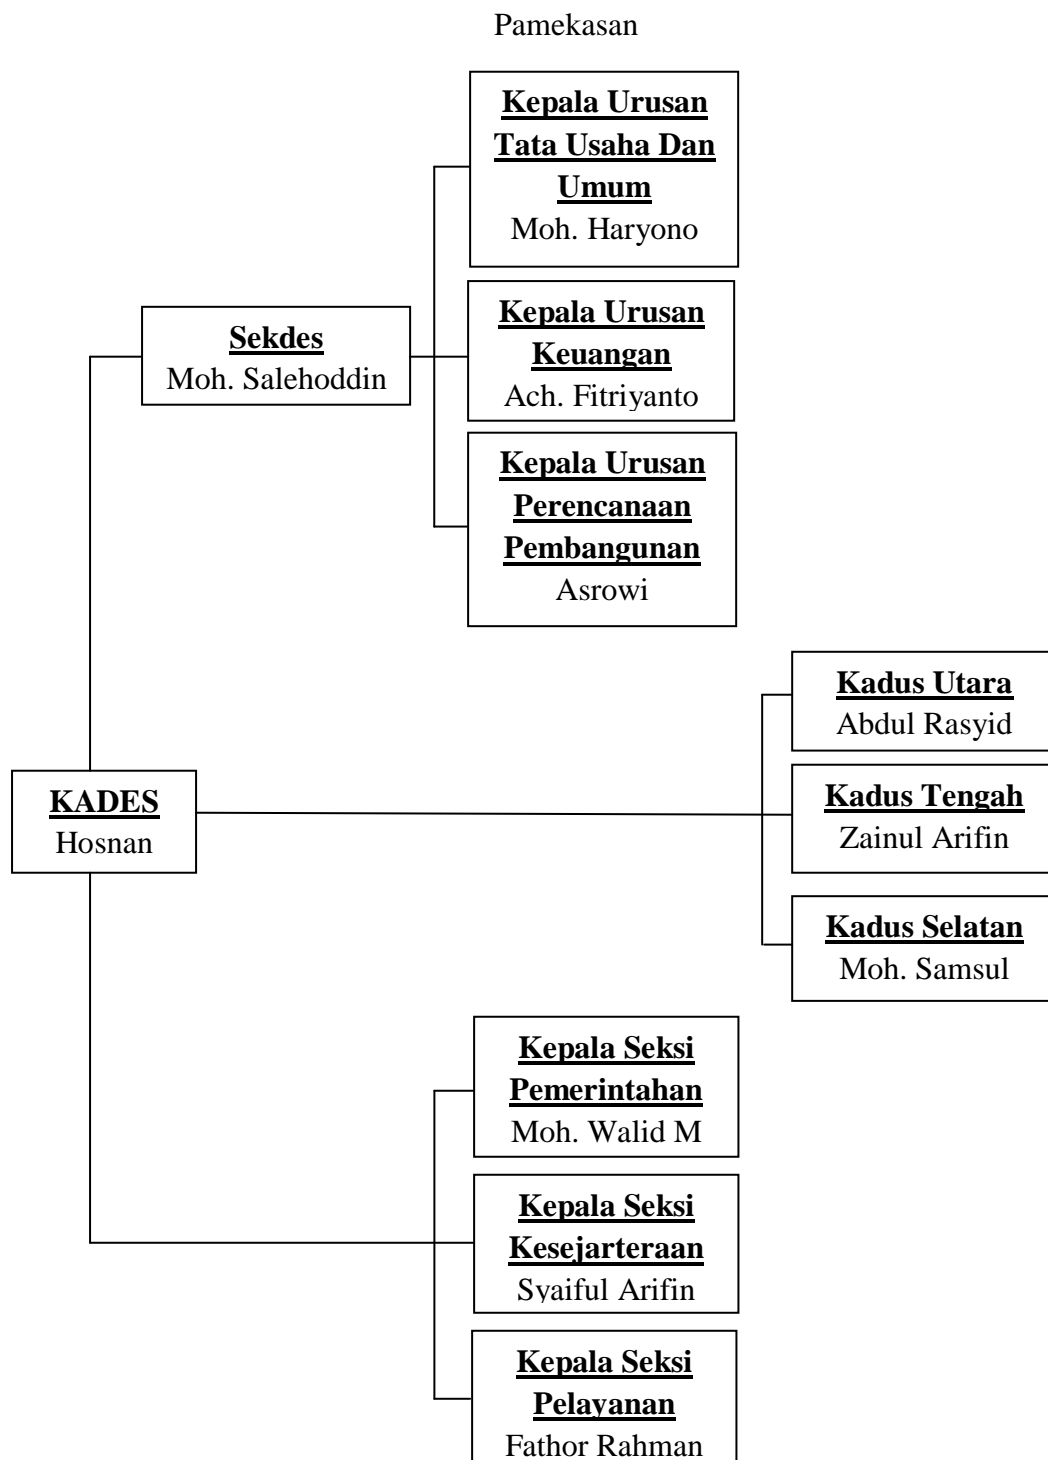 Pamekasan
Kepala Urusan
Tata Usaha Dan
Umum
Moh. Haryono
Sekdes
Moh. Salehoddin
Kepala Urusan
Keuangan
Ach. Fitriyanto
Kepala Urusan
Perencanaan
Pembangunan
Asrowi
Kadus Utara
Abdul Rasyid
KADES
Hosnan
Kadus Tengah
Zainul Arifin
Kadus Selatan
Moh. Samsul
Kepala Seksi
Pemerintahan
Moh. Walid M
Kepala Seksi
Kesejarteraan
Syaiful Arifin
Kepala Seksi
Pelayanan
Fathor Rahman